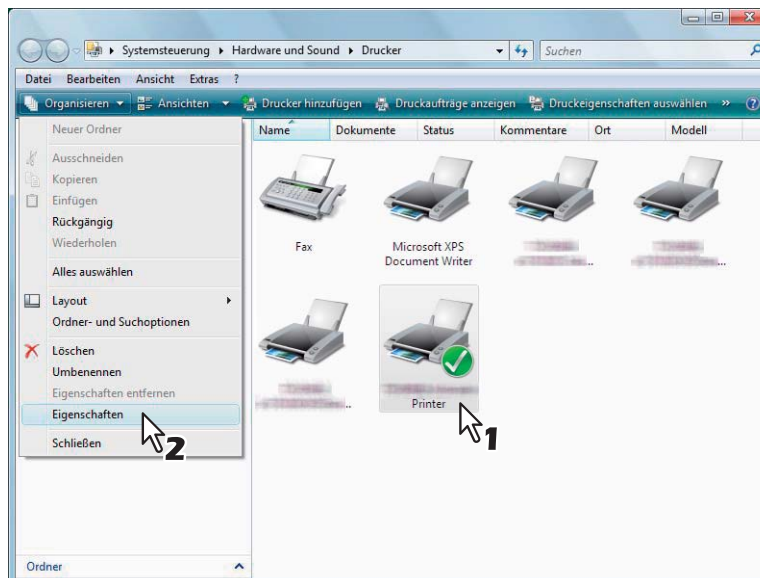 Systemsteuerung Hardware und Sound Drucker Suchen
Datei Bearbeiten Ansicht Extras ?
Organisieren Ansichten Drucker hinzufügen Druckaufträge anzeigen Druckeigenschaften auswählen » ?
Neuer Ordner
Ausschneiden
Kopieren
Einfügen
Rückgängig
Wiederholen
Alles auswählen
Layout
Ordner- und Suchoptionen
Löschen
Umbenennen
Eigenschaften entfernen
Eigenschaften
Schließen
2
Name Dokumente Status Kommentare Ort Modell
Fax
Microsoft XPS
Document Writer
...
...
...
Printer
1
Ordner